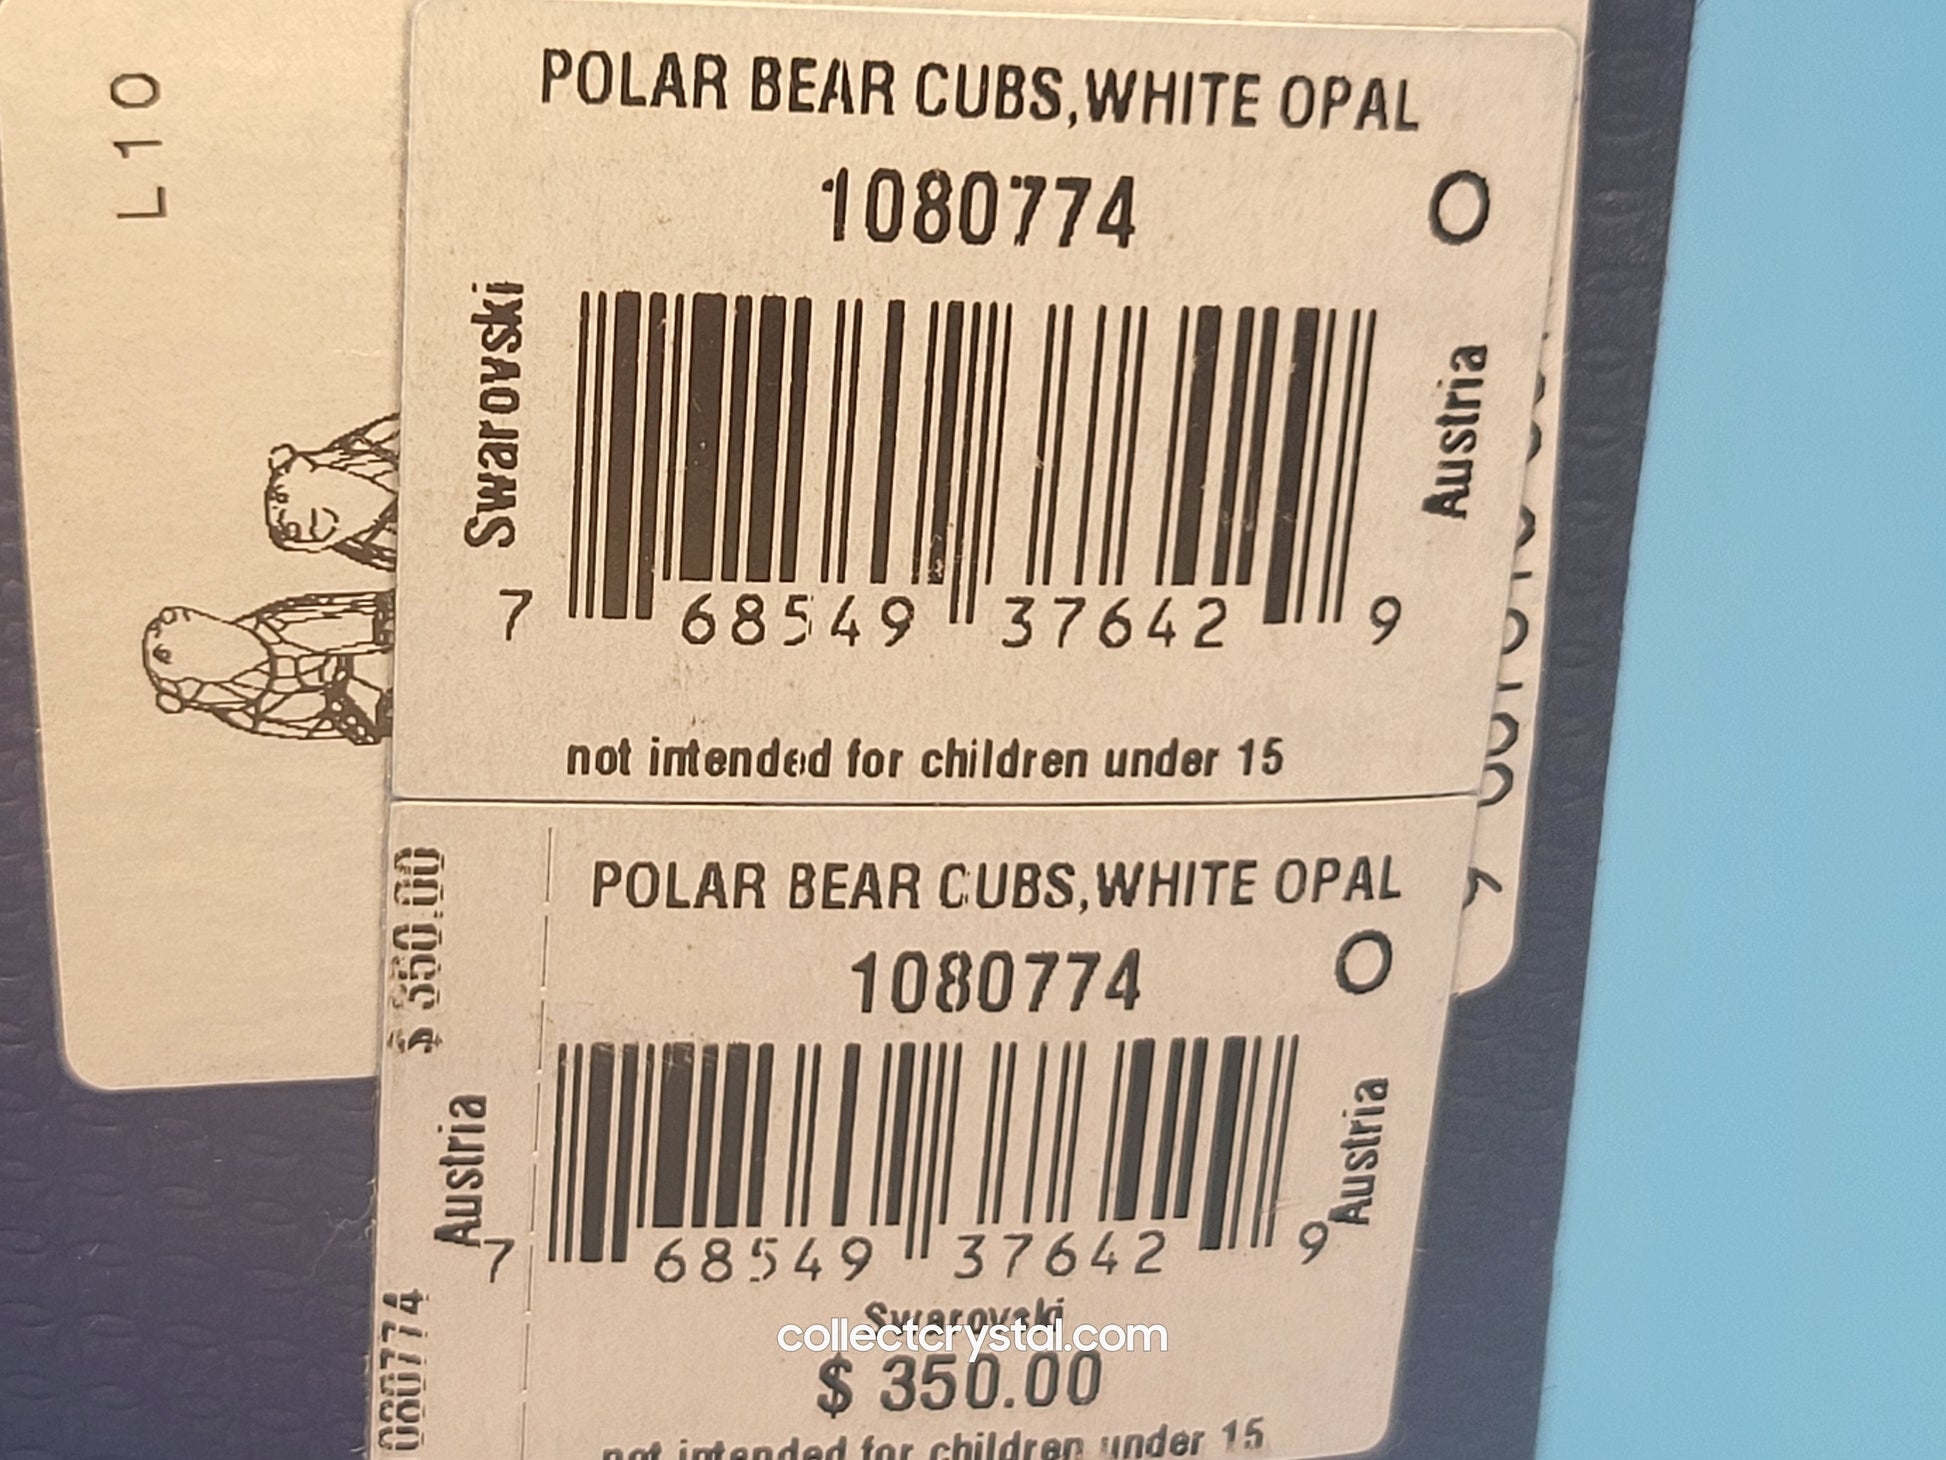 L10
POLAR BEAR CUBS,WHITE OPAL
1080774
O
Swarovski
Austria
7 68549 37642 9
not intended for children under 15
$ 350.00
POLAR BEAR CUBS,WHITE OPAL
1080774
O
Austria
Austria
7 68549 37642 9
Swarovski
collectcrystal.com
$ 350.00
not intended for children under 15